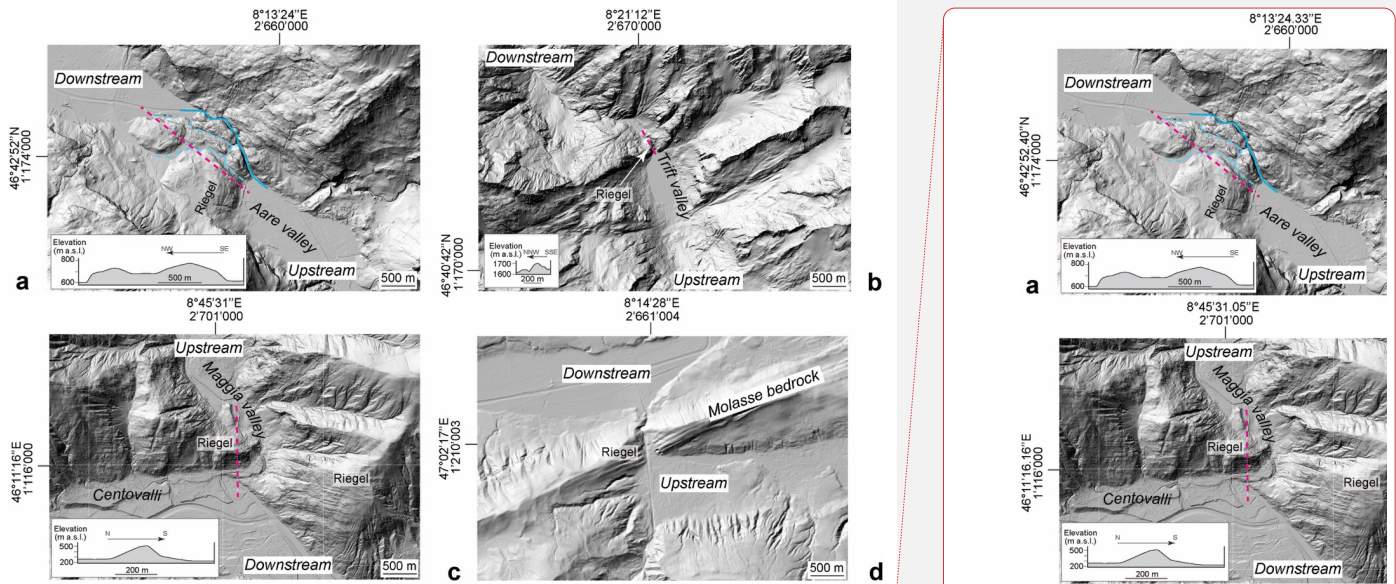 8°13'24''E
2'660'000
46°42'52''N
1'174'000
Downstream
Riegel
Aare valley
Upstream
Elevation
(m a.s.l.)
NW
SE
800
600
500 m
500 m
a
8°21'12''E
2'670'000
Downstream
Riegel
Trift valley
46°40'42''N
1'170'000
Elevation
(m a.s.l.)
NNW
SSE
1700
1600
200 m
Upstream
500 m
b
8°45'31''E
2'701'000
Upstream
Maggia valley
Riegel
Riegel
46°11'16''E
1'116'000
Centovalli
Elevation
(m a.s.l.)
N
S
500
200
200 m
Downstream
500 m
c
8°14'28''E
2'661'004
Downstream
Molasse bedrock
47°02'17''E
1'210'003
Riegel
Upstream
500 m
d
8°13'24.33''E
2'660'000
Downstream
46°42'52.40''N
1'174'000
Riegel
Aare valley
Elevation
(m a.s.l.)
NW
SE
800
600
500 m
Upstream
a
8°45'31.05''E
2'701'000
Upstream
Maggia valley
Riegel
Riegel
46°11'16.16''E
1'116'000
Centovalli
Elevation
(m a.s.l.)
N
S
500
200
200 m
Downstream